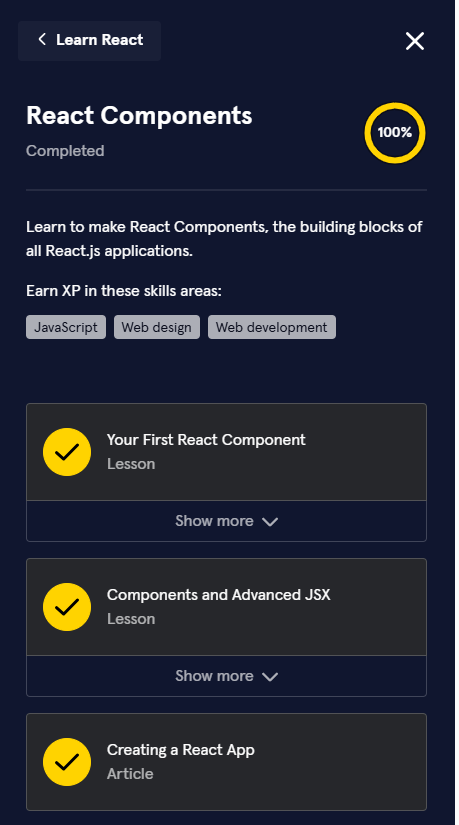 Learn React
React Components
100%
Completed
Learn to make React Components, the building blocks of
all React.js applications.
Earn XP in these skills areas:
JavaScript Web design Web development
Your First React Component
Lesson
Show more
Components and Advanced JSX
Lesson
Show more
Creating a React App
Article